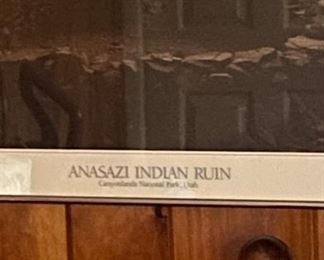 ANASAZI INDIAN RUIN
Canyonlands National Park, Utah